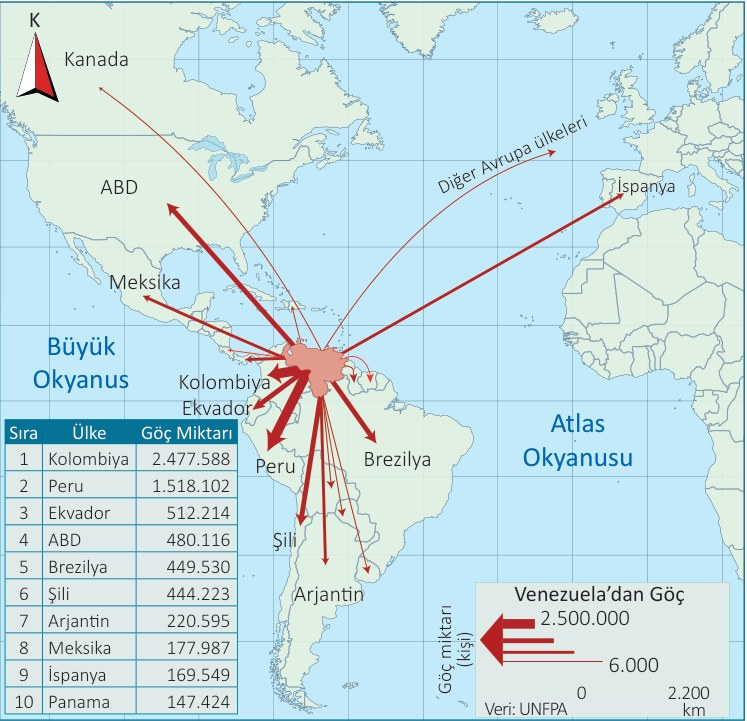 K
Kanada
Diğer Avrupa ülkeleri
ABD
İspanya
Meksika
Büyük
Okyanus
Kolombiya
Ekvador
Atlas
Okyanusu
Peru
Brezilya
Şili
Arjantin
Sıra Ülke Göç Miktarı
1 Kolombiya 2.477.588
2 Peru 1.518.102
3 Ekvador 512.214
4 ABD 480.116
5 Brezilya 449.530
6 Şili 444.223
7 Arjantin 220.595
8 Meksika 177.987
9 İspanya 169.549
10 Panama 147.424
Venezuela’dan Göç
Göç miktarı
(kişi)
2.500.000
6.000
0 2.200
km
Veri: UNFPA